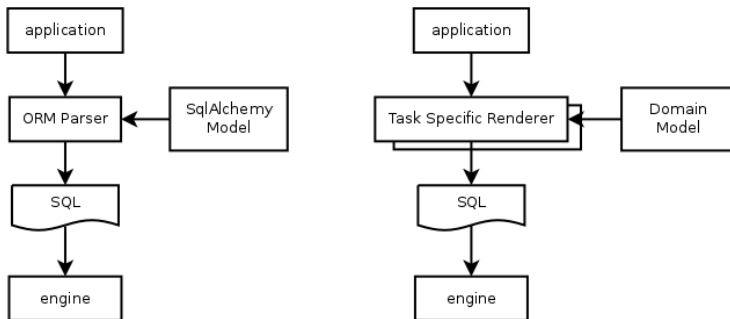 application
ORM Parser
SqlAlchemy
Model
SQL
engine
application
Task Specific Renderer
Domain
Model
SQL
engine